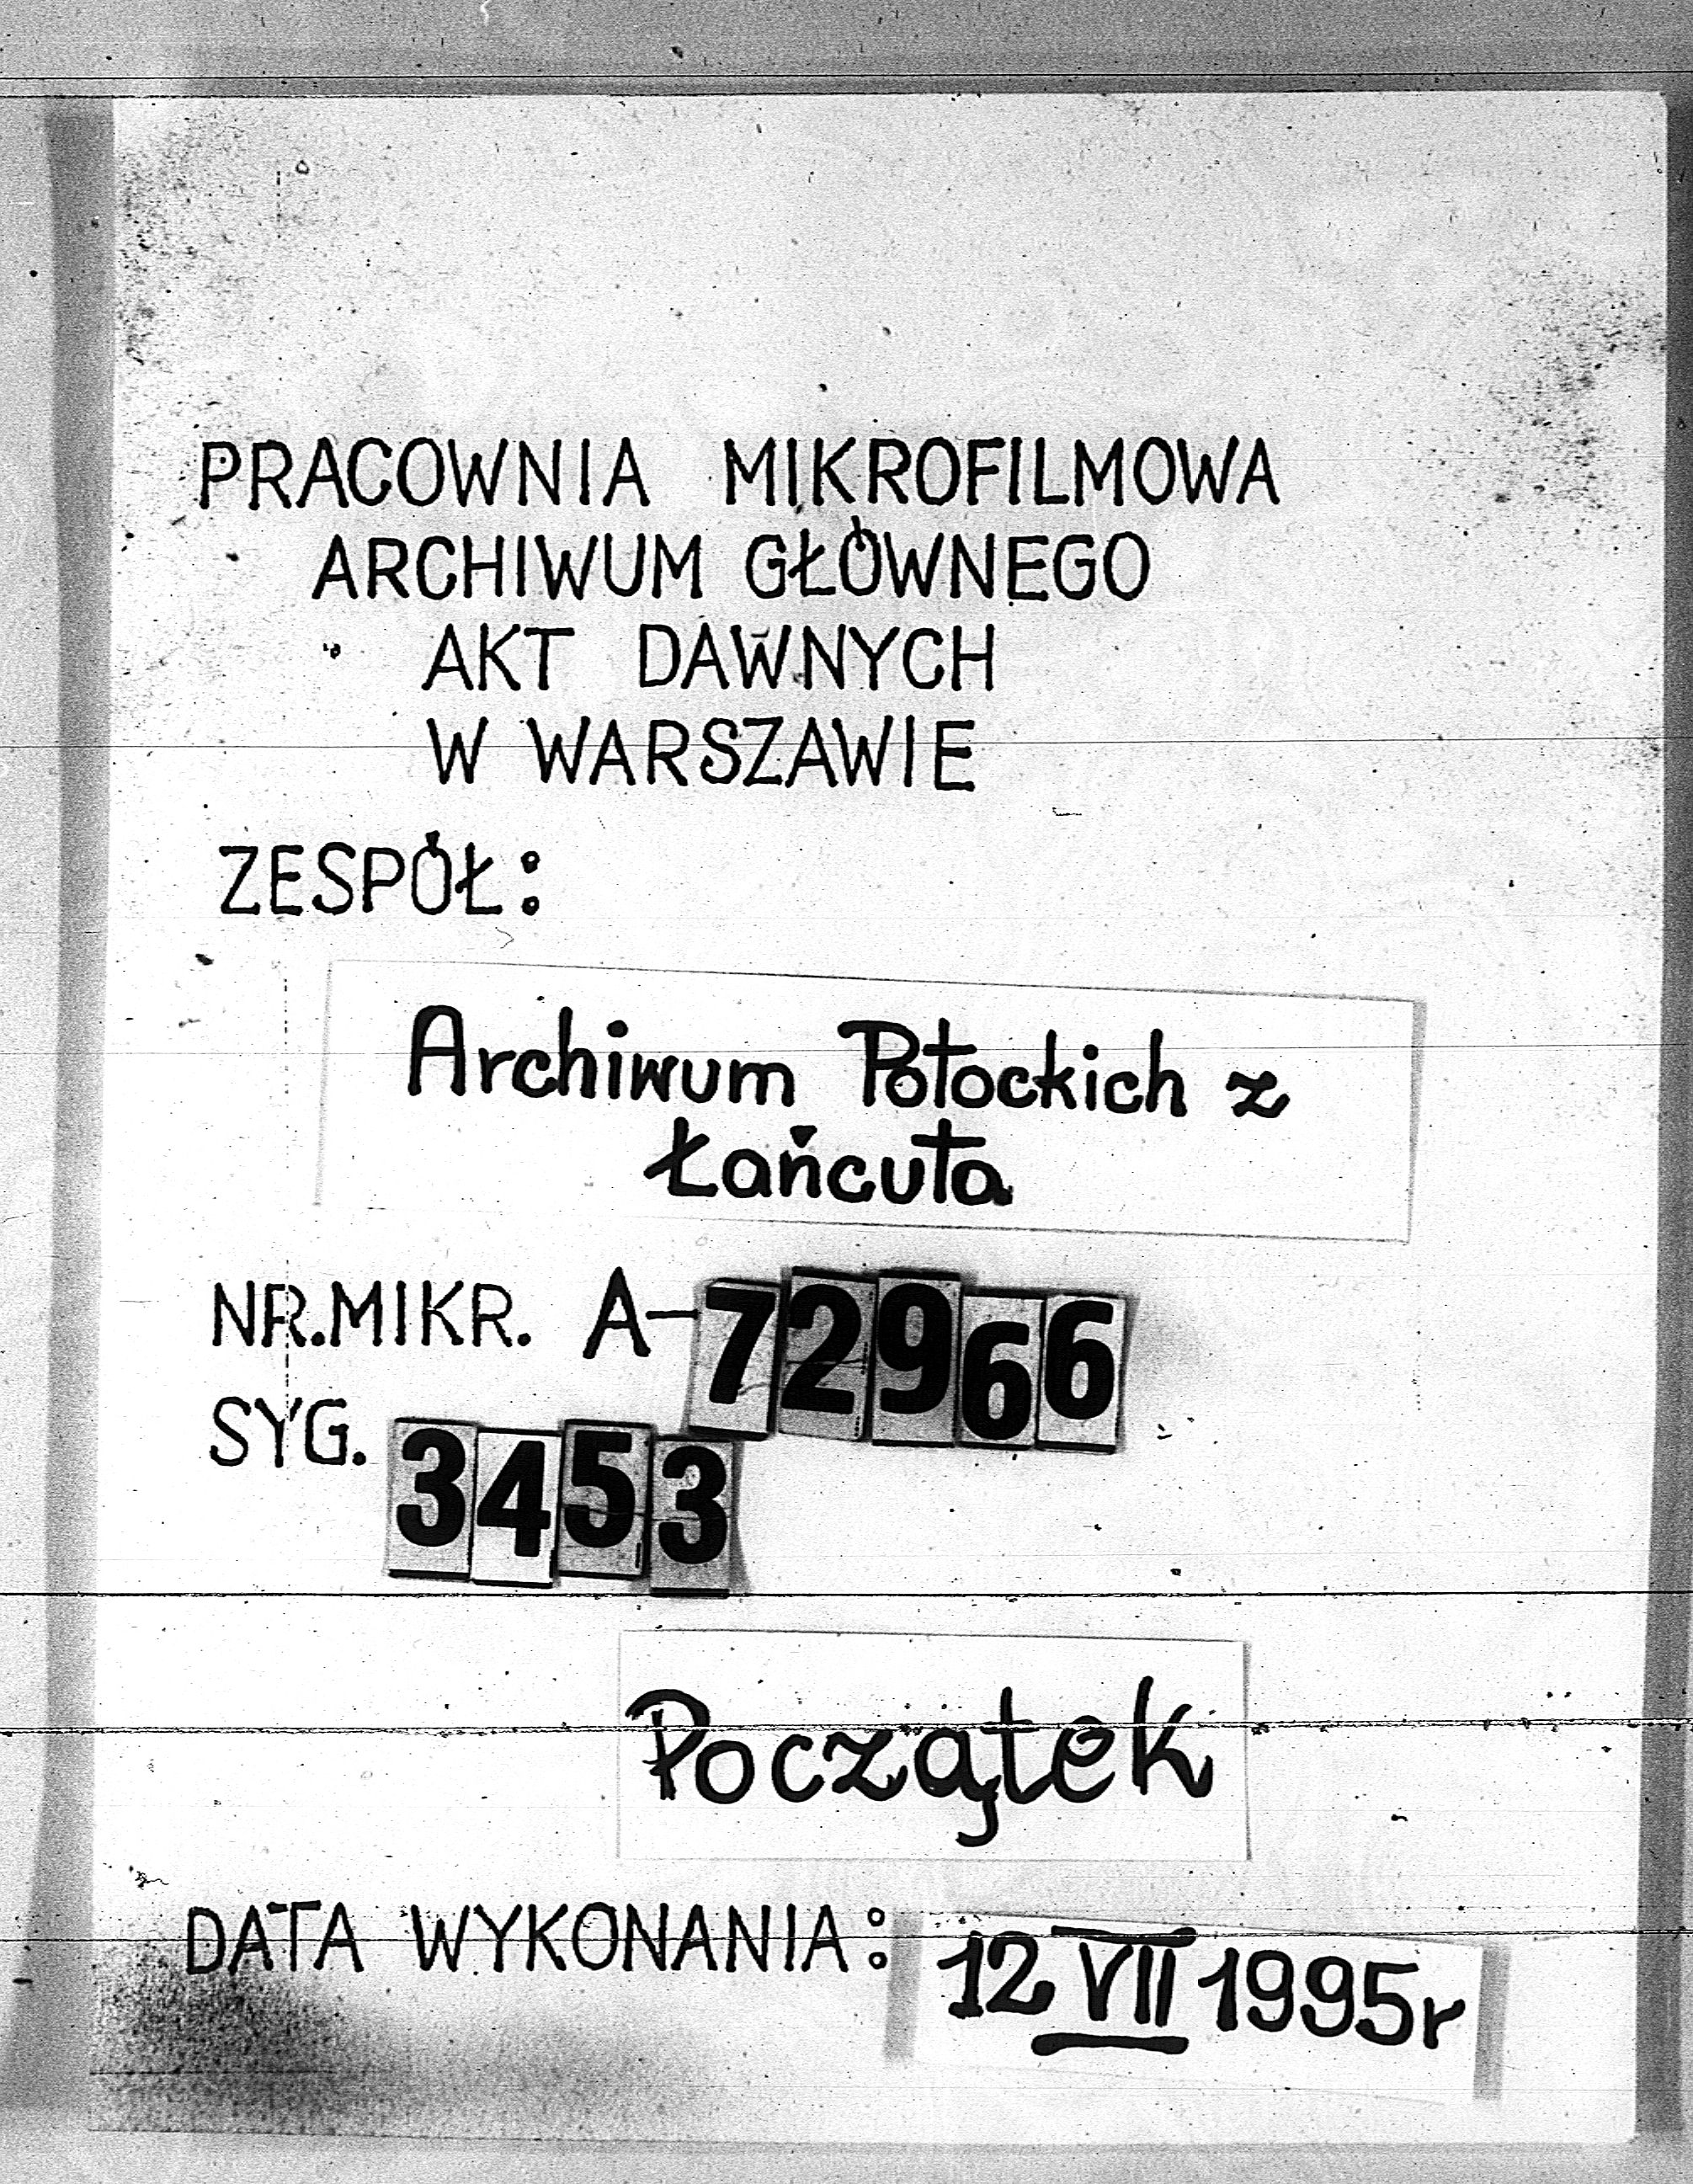 PRACOWNIA MIKROFILMOWA
ARCHIWUM GŁÓWNEGO
AKT DAWNYCH
W WARSZAWIE
ZESPÓŁ:
Archiwum Potockich z
Łańcuta
NR.MIKR. A-72966
SYG. 3453
Początek
DATA WYKONANIA: 12 VII 1995r